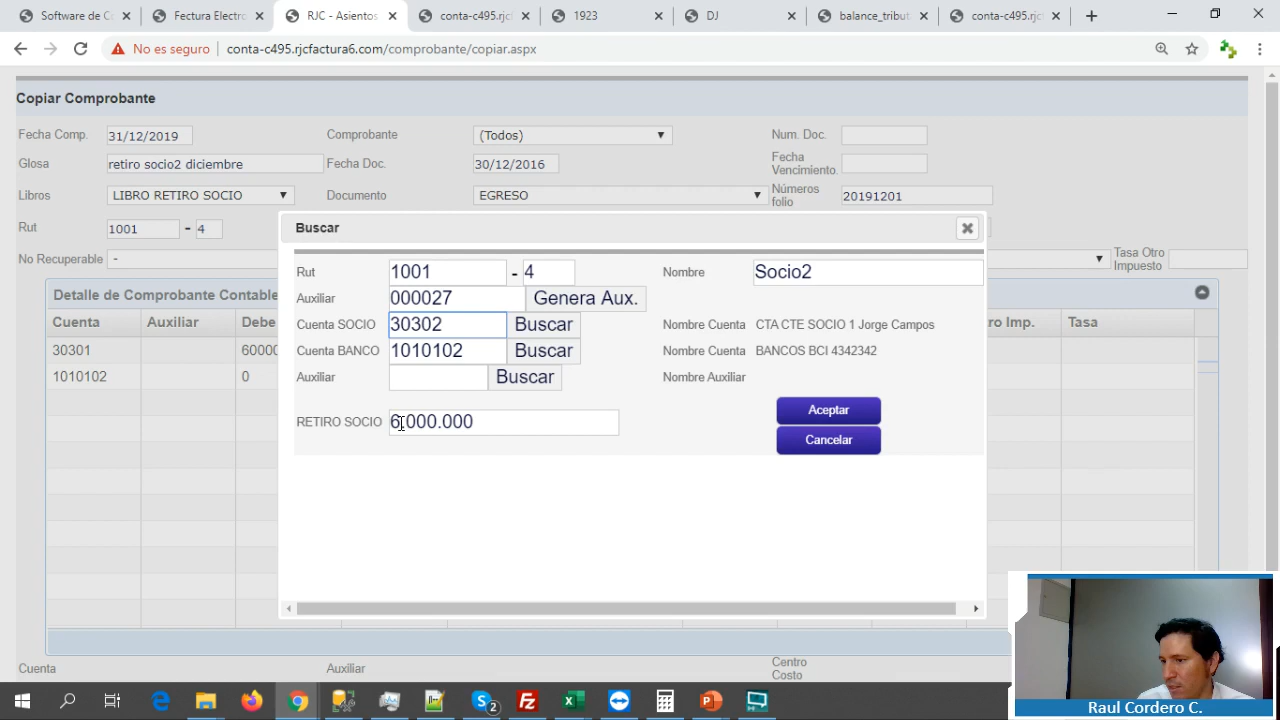 Software de Co
Fectura Electro
RJC - Asientos
conta-c495.rjc
1923
DJ
balance_tribut
conta-c495.rjc
No es seguro
conta-c495.rjcfactura6.com/comprobante/copiar.aspx
Copiar Comprobante
Fecha Comp. 31/12/2019 Comprobante (Todos) Num. Doc.
Glosa retiro socio2 diciembre Fecha Doc. 30/12/2016 Fecha Vencimiento.
Libros LIBRO RETIRO SOCIO Documento EGRESO Números folio 20191201
Rut 1001 - 4
No Recuperable - Tasa Otro Impuesto
Buscar
Rut 1001 - 4 Nombre Socio2
Auxiliar 000027 Genera Aux.
Cuenta SOCIO 30302 Buscar Nombre Cuenta CTA CTE SOCIO 1 Jorge Campos
Cuenta BANCO 1010102 Buscar Nombre Cuenta BANCOS BCI 4342342
Auxiliar Buscar Nombre Auxiliar
RETIRO SOCIO 6.000.000
Aceptar
Cancelar
Detalle de Comprobante Contable
Cuenta Auxiliar Debe ro Imp. Tasa
30301 60000
1010102 0
Cuenta Auxiliar Centro Costo
2
Raul Cordero C.